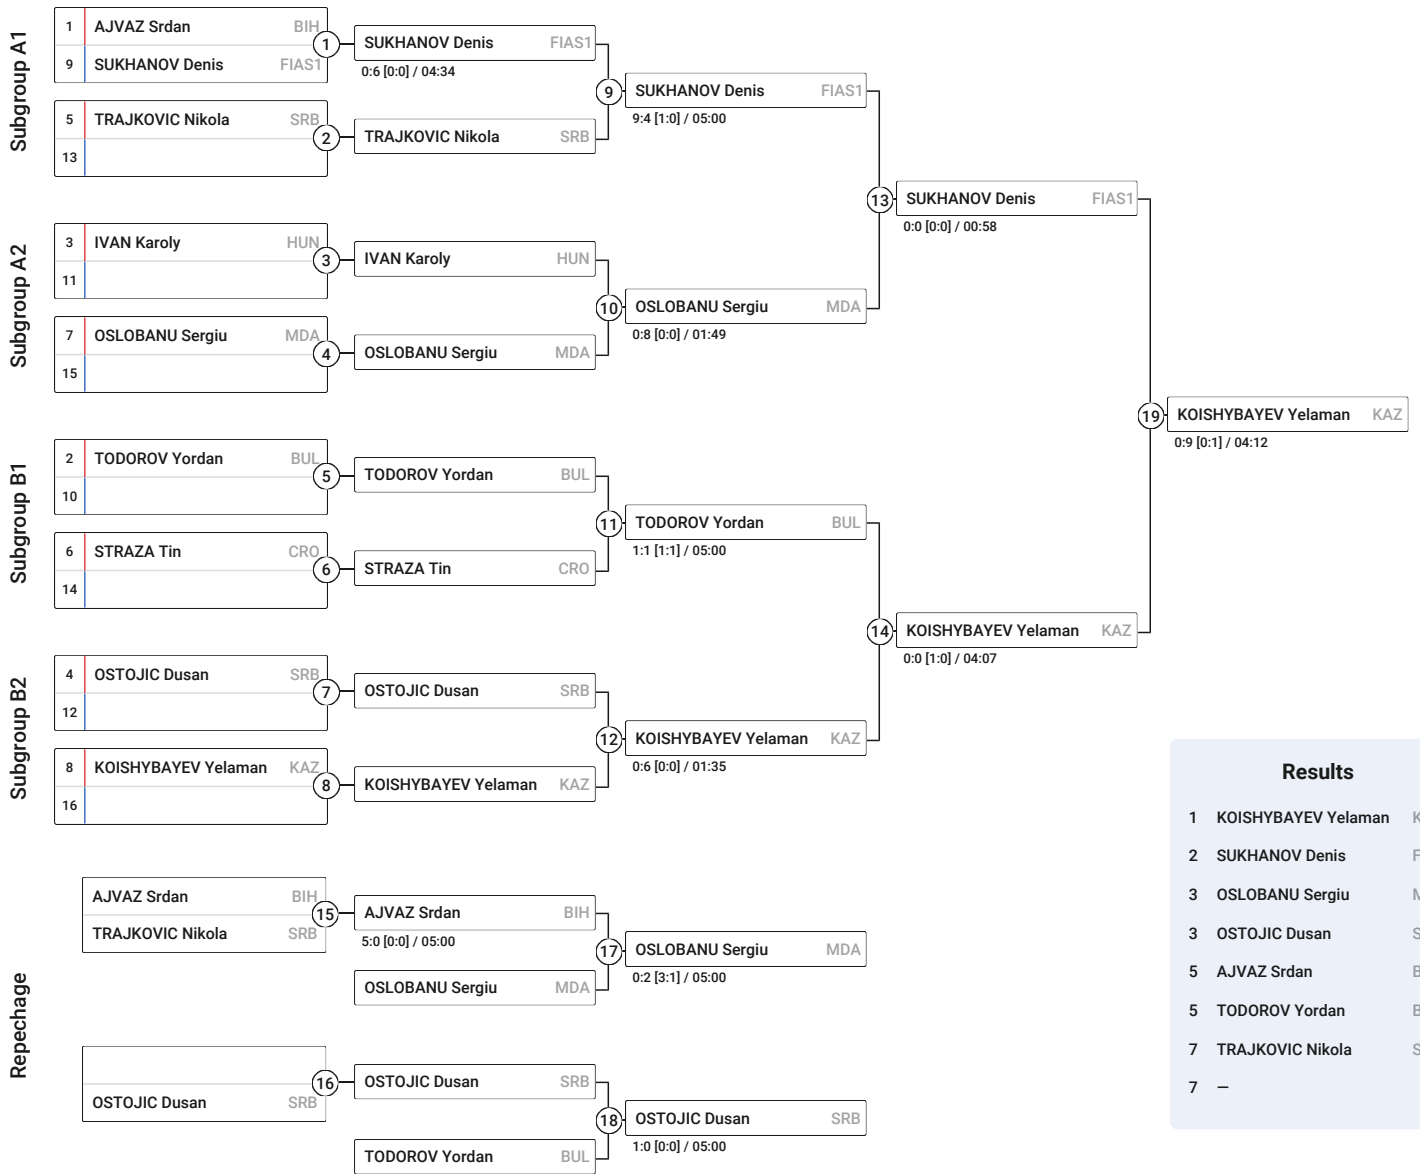 Subgroup A1
1 AJVAZ Srdan BIH
9 SUKHANOV Denis FIAS1
1
SUKHANOV Denis FIAS1
0:6 [0:0] / 04:34
5 TRAJKOVIC Nikola SRB
13
2
TRAJKOVIC Nikola SRB
9
SUKHANOV Denis FIAS1
9:4 [1:0] / 05:00
Subgroup A2
3 IVAN Karoly HUN
11
3
IVAN Karoly HUN
7 OSLOBANU Sergiu MDA
15
4
OSLOBANU Sergiu MDA
10
OSLOBANU Sergiu MDA
0:8 [0:0] / 01:49
13
SUKHANOV Denis FIAS1
0:0 [0:0] / 00:58
Subgroup B1
2 TODOROV Yordan BUL
10
5
TODOROV Yordan BUL
6 STRAZA Tin CRO
14
6
STRAZA Tin CRO
11
TODOROV Yordan BUL
1:1 [1:1] / 05:00
Subgroup B2
4 OSTOJIC Dusan SRB
12
7
OSTOJIC Dusan SRB
8 KOISHYBAYEV Yelaman KAZ
16
8
KOISHYBAYEV Yelaman KAZ
12
KOISHYBAYEV Yelaman KAZ
0:6 [0:0] / 01:35
14
KOISHYBAYEV Yelaman KAZ
0:0 [1:0] / 04:07
19
KOISHYBAYEV Yelaman KAZ
0:9 [0:1] / 04:12
Repechage
AJVAZ Srdan BIH
TRAJKOVIC Nikola SRB
15
AJVAZ Srdan BIH
5:0 [0:0] / 05:00
OSLOBANU Sergiu MDA
17
OSLOBANU Sergiu MDA
0:2 [3:1] / 05:00
OSTOJIC Dusan SRB
16
OSTOJIC Dusan SRB
TODOROV Yordan BUL
18
OSTOJIC Dusan SRB
1:0 [0:0] / 05:00
Results
1 KOISHYBAYEV Yelaman K
2 SUKHANOV Denis F
3 OSLOBANU Sergiu M
3 OSTOJIC Dusan S
5 AJVAZ Srdan B
5 TODOROV Yordan B
7 TRAJKOVIC Nikola S
7 —